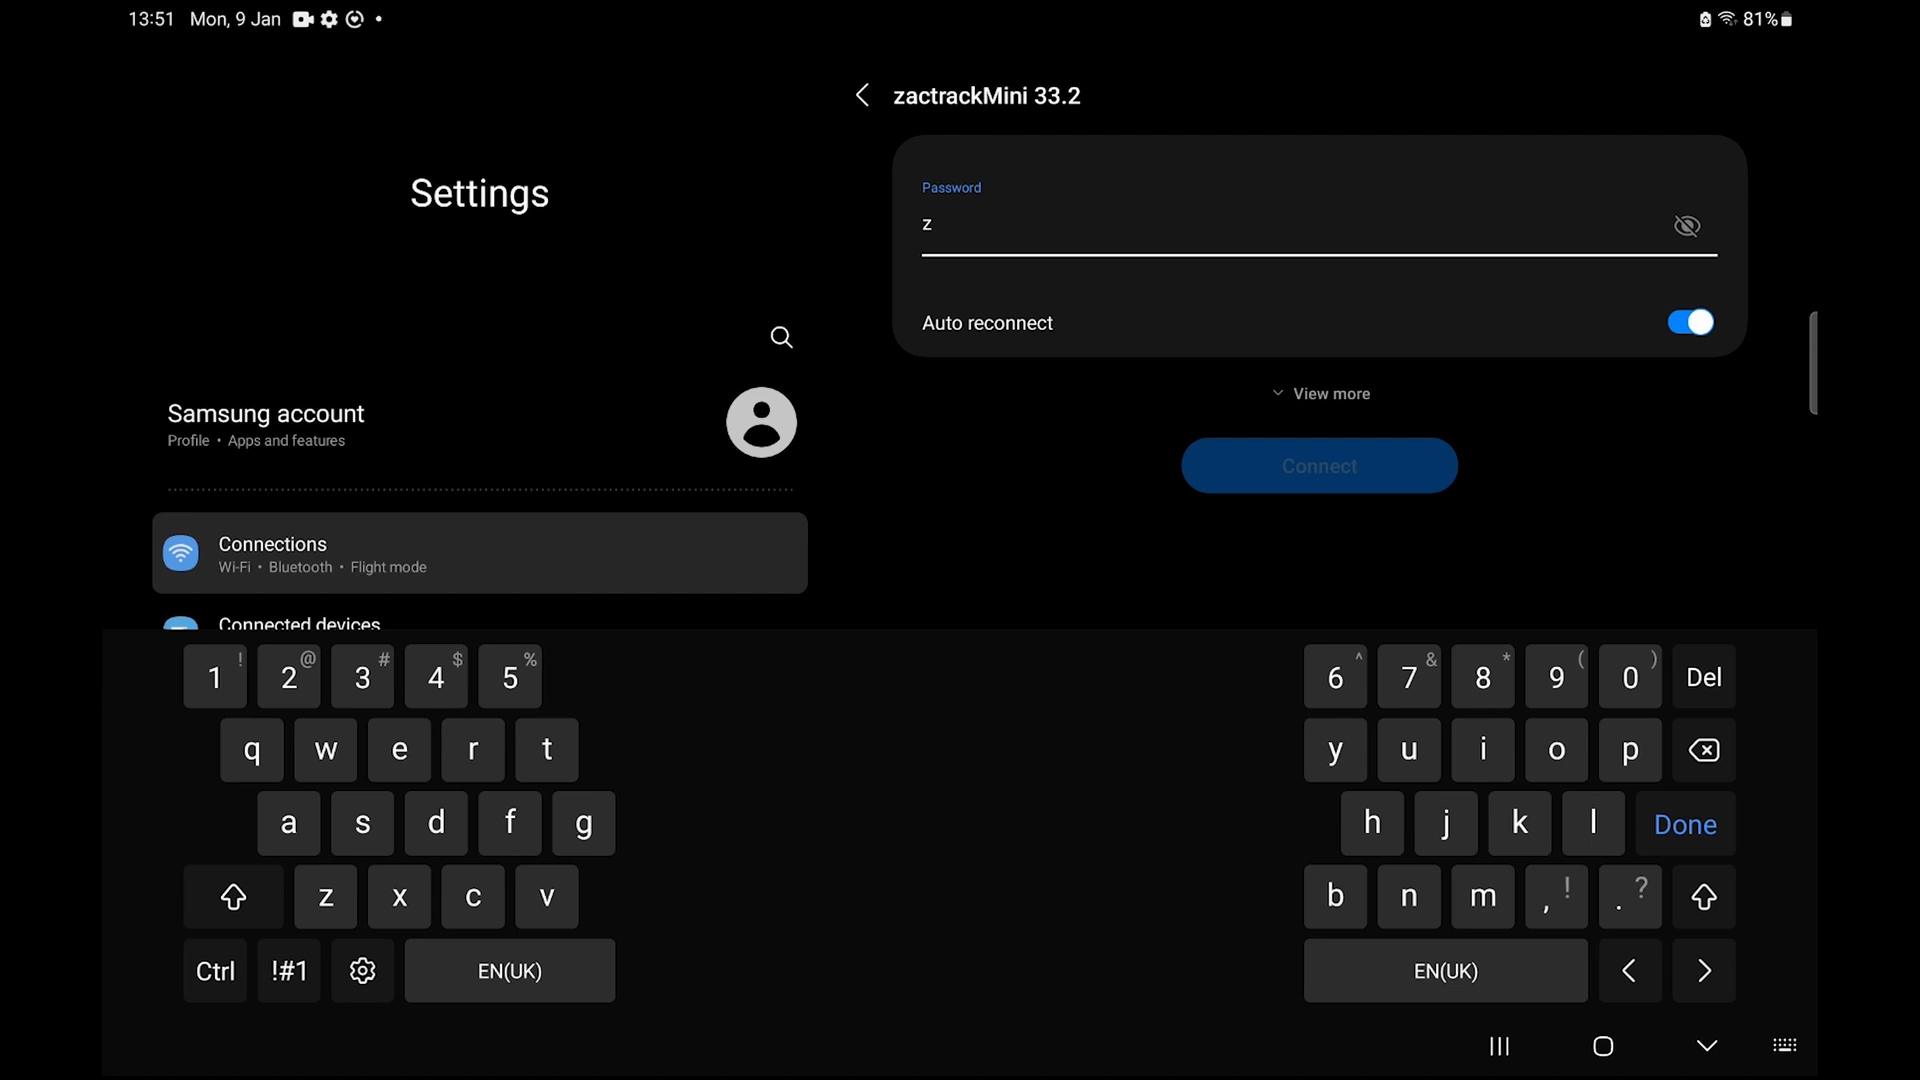 13:51 Mon, 9 Jan
81%
zactrackMini 33.2
Settings
Password
z
Auto reconnect
View more
Connect
Samsung account
Profile • Apps and features
Connections
Wi-Fi • Bluetooth • Flight mode
Connected devices
1 ! 2 @ 3 # 4 $ 5 % 6 ^ 7 & 8 * 9 ( 0 ) Del
q w e r t y u i o p
a s d f g h j k l Done
z x c v b n m , ! . ?
Ctrl !#1 EN(UK) EN(UK) < >